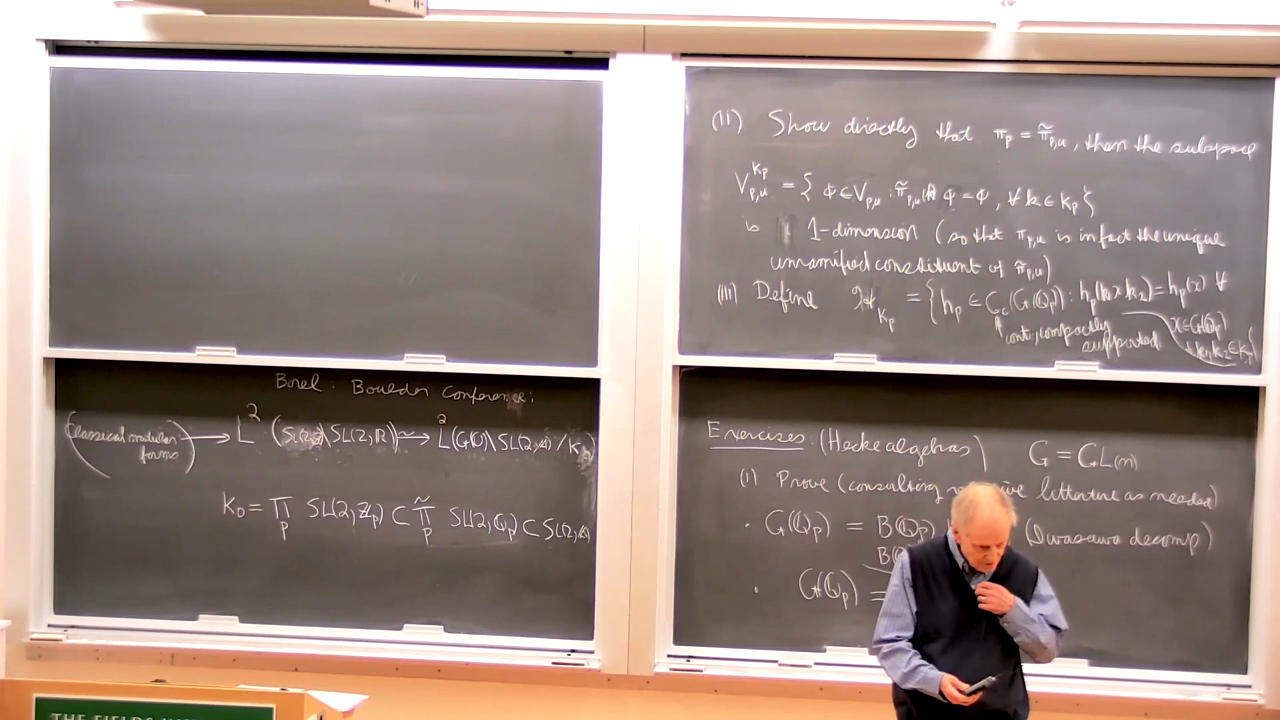 Borel: Boulder Conference:
(Classical modular forms) → L² (SL(2,ℤ)\SL(2,ℝ)) ~→ L²(G(ℚ)\SL(2,𝔸)/K₀)
K₀ = ∏_p SL(2,ℤ_p) ⊂ ∏̃_p SL(2,ℚ_p) ⊂ SL(2,𝔸)
(ii) Show directly that π_p = π̃_{p,u}, then the subspace
V_{p,u}^{K_p} = { φ ∈ V_{p,u} : π̃_{p,u}(k) φ = φ, ∀ k ∈ K_p }
is 1-dimension (so that π_{p,u} is in fact the unique
unramified constituent of π̃_{p,u})
(iii) Define ℋ_{K_p} = { h_p ∈ C_c(G(ℚ_p)) : h_p(k₁ x k₂) = h_p(x) ∀
x ∈ G(ℚ_p)
cont, compactly supported
∀ k₁, k₂ ∈ K_p }
Exercises (Hecke algebras) G = GL(n)
(i) Prove (consulting literature as needed)
· G(ℚ_p) = B(ℚ_p) (Iwasawa decomp)
· G(ℚ_p) =
THE FIELDS